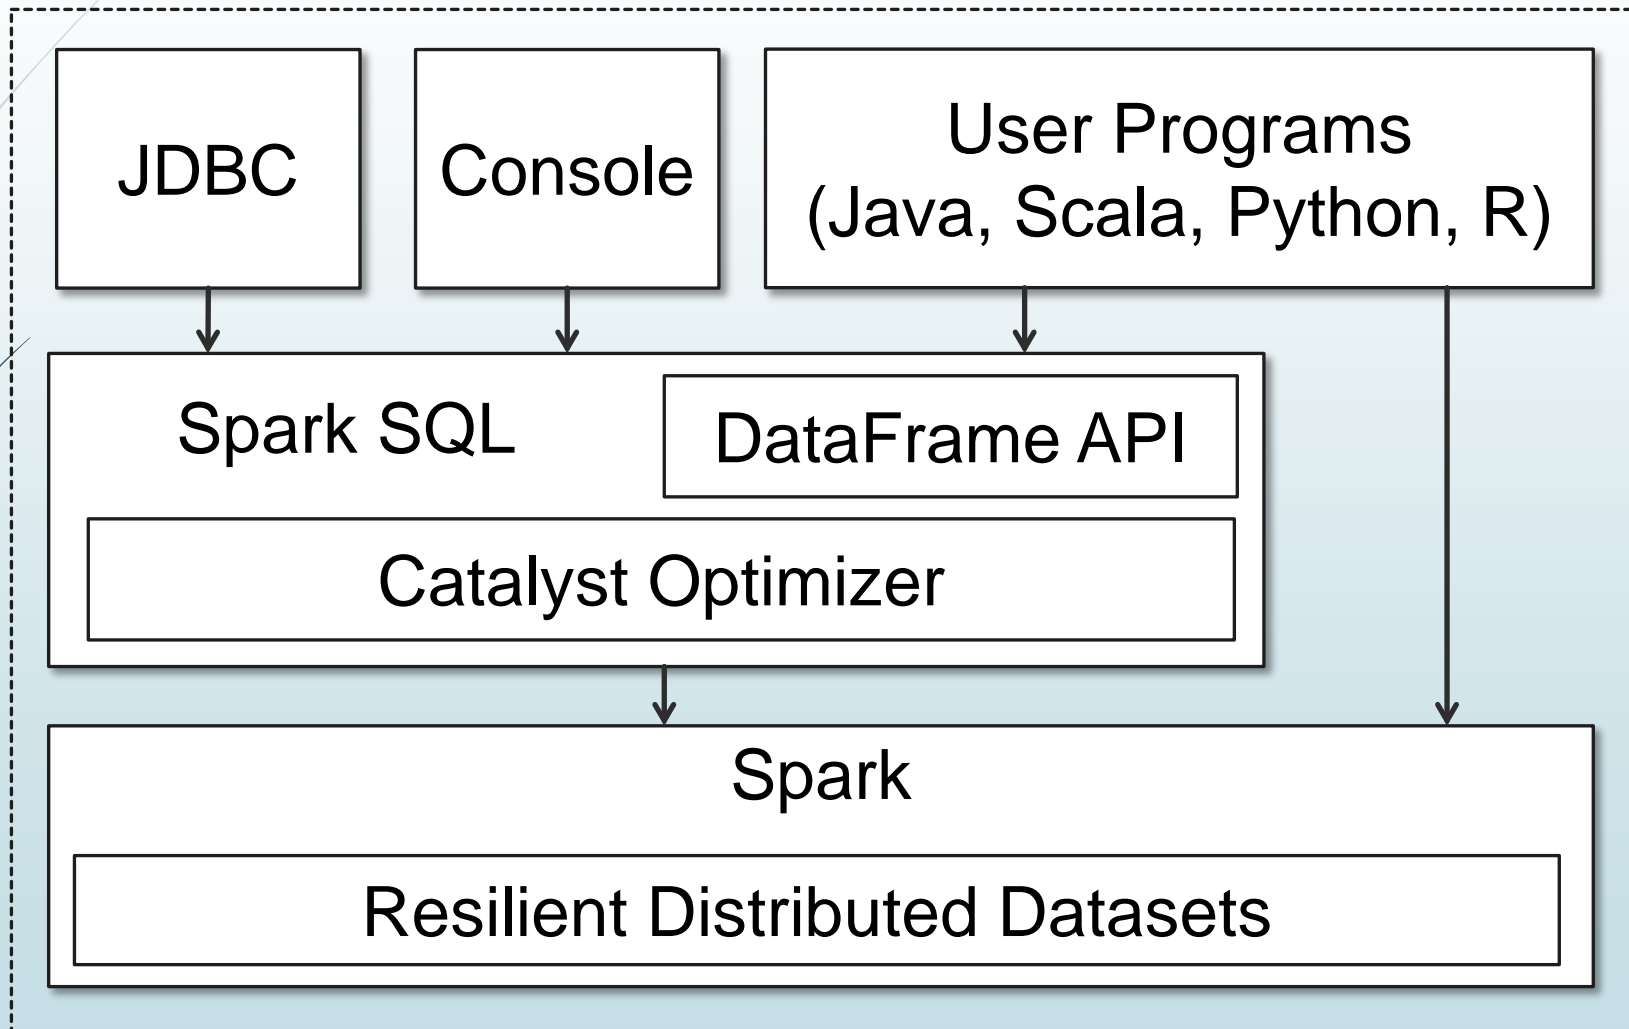 JDBC
Console
User Programs
(Java, Scala, Python, R)
Spark SQL
DataFrame API
Catalyst Optimizer
Spark
Resilient Distributed Datasets